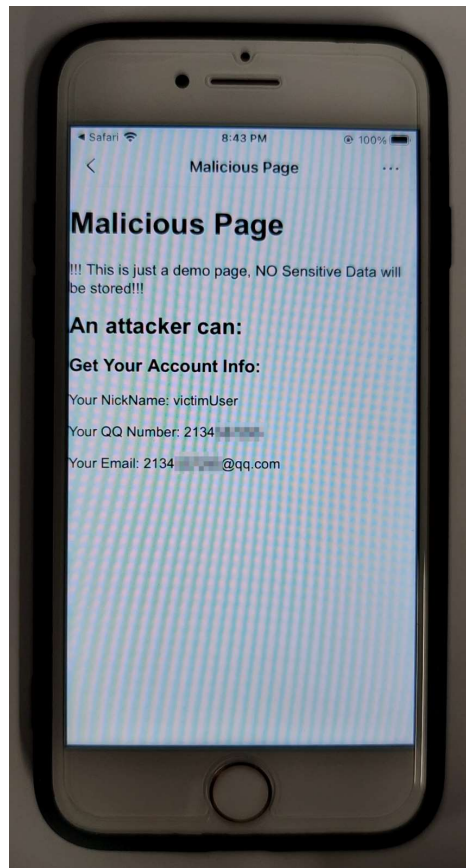 Safari 8:43 PM 100%
Malicious Page
Malicious Page
!!! This is just a demo page, NO Sensitive Data will
be stored!!!
An attacker can:
Get Your Account Info:
Your NickName: victimUser
Your QQ Number: 2134
Your Email: 2134 @qq.com